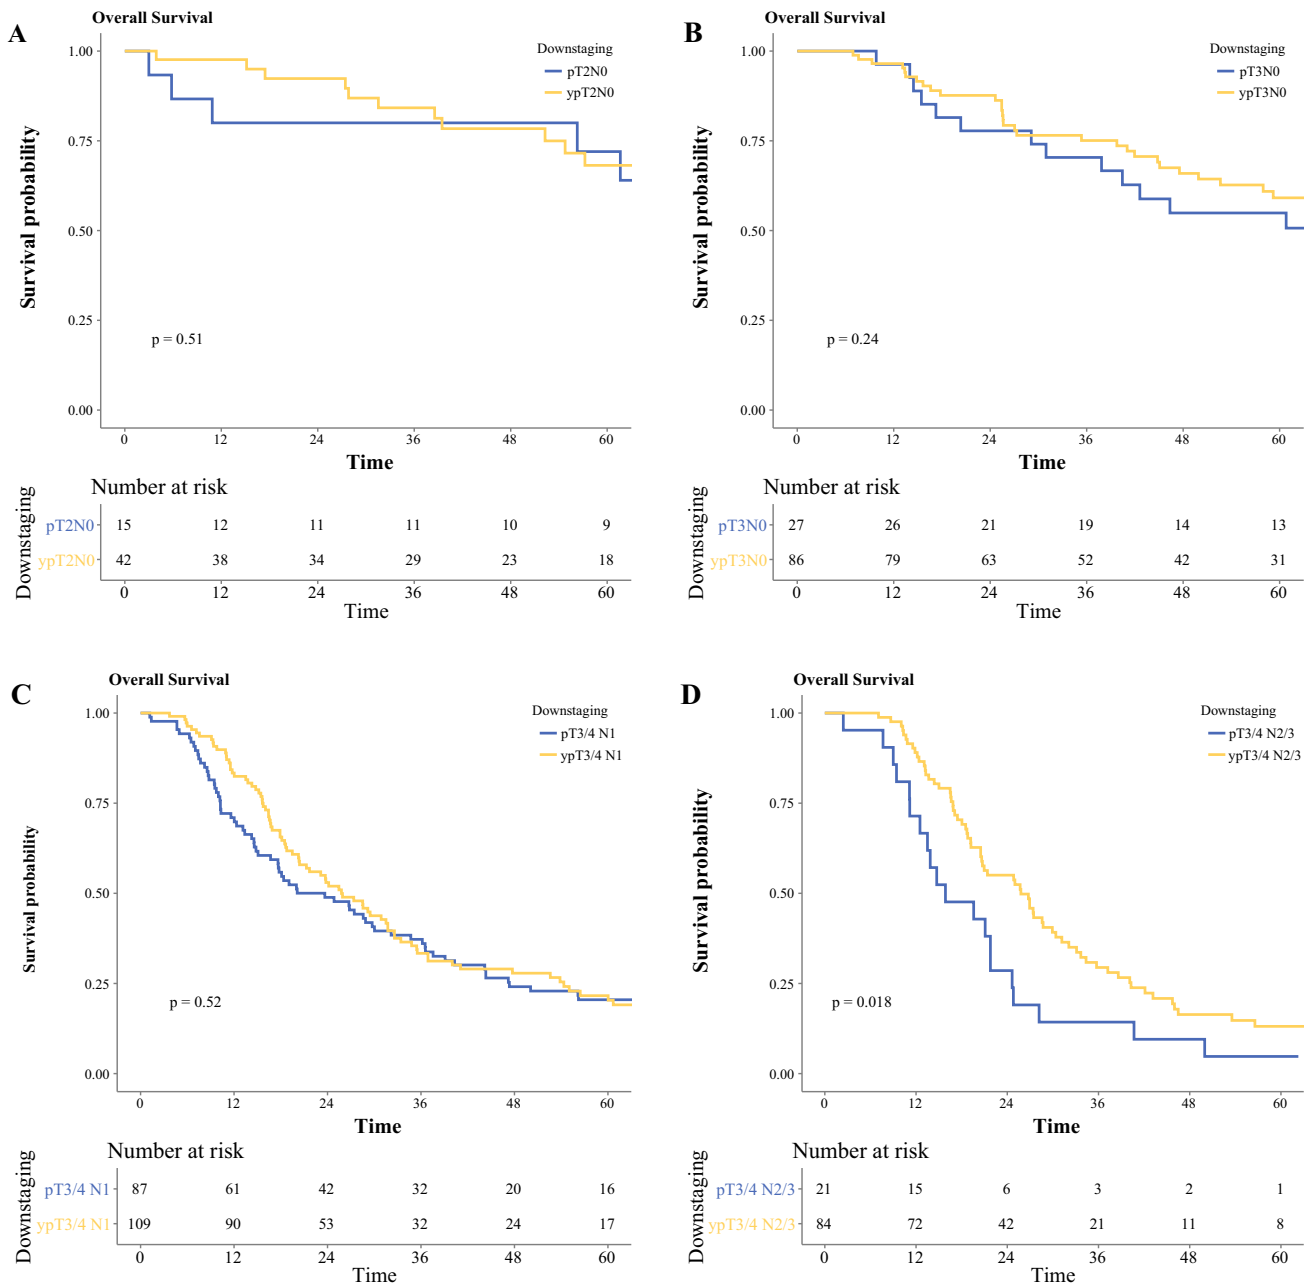 A
Overall Survival
Downstaging
pT2N0
ypT2N0
1.00
0.75
0.50
0.25
0.00
Survival probability
p = 0.51
0 12 24 36 48 60
Time
Number at risk
Downstaging
pT2N0 15 12 11 11 10 9
ypT2N0 42 38 34 29 23 18
0 12 24 36 48 60
Time
B
Overall Survival
Downstaging
pT3N0
ypT3N0
1.00
0.75
0.50
0.25
0.00
Survival probability
p = 0.24
0 12 24 36 48 60
Time
Number at risk
Downstaging
pT3N0 27 26 21 19 14 13
ypT3N0 86 79 63 52 42 31
0 12 24 36 48 60
Time
C
Overall Survival
Downstaging
pT3/4 N1
ypT3/4 N1
1.00
0.75
0.50
0.25
0.00
Survival probability
p = 0.52
0 12 24 36 48 60
Time
Number at risk
Downstaging
pT3/4 N1 87 61 42 32 20 16
ypT3/4 N1 109 90 53 32 24 17
0 12 24 36 48 60
Time
D
Overall Survival
Downstaging
pT3/4 N2/3
ypT3/4 N2/3
1.00
0.75
0.50
0.25
0.00
Survival probability
p = 0.018
0 12 24 36 48 60
Time
Number at risk
Downstaging
pT3/4 N2/3 21 15 6 3 2 1
ypT3/4 N2/3 84 72 42 21 11 8
0 12 24 36 48 60
Time